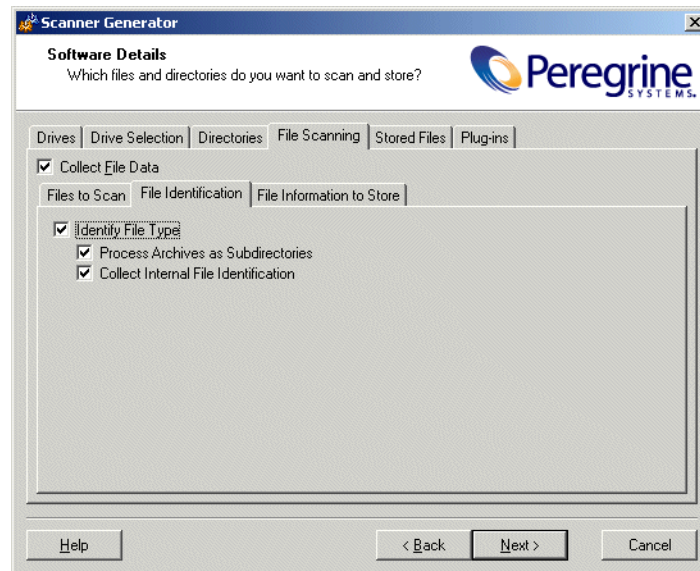 Scanner Generator
Software Details
Which files and directories do you want to scan and store?
Peregrine
SYSTEMS.
Drives Drive Selection Directories File Scanning Stored Files Plug-ins
Collect File Data
Files to Scan File Identification File Information to Store
Identify File Type
Process Archives as Subdirectories
Collect Internal File Identification
Help < Back Next > Cancel